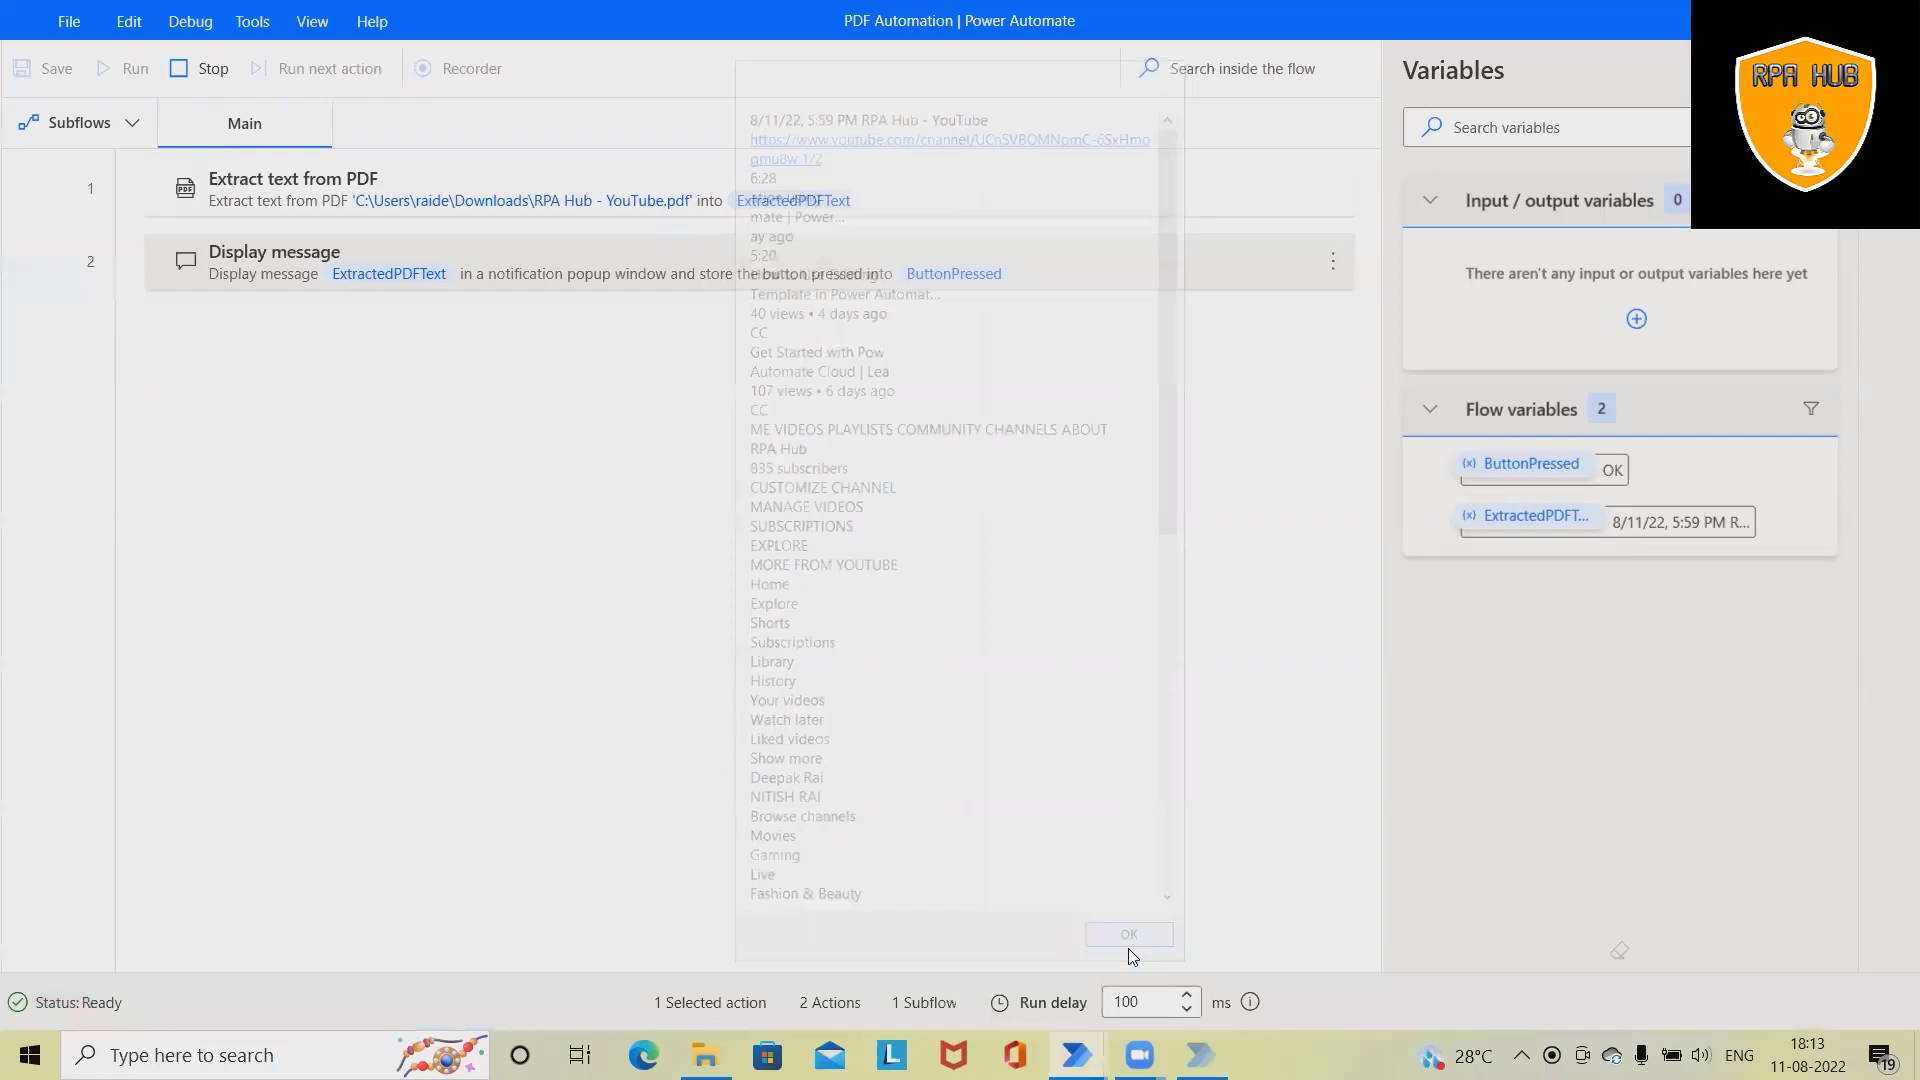 File Edit Debug Tools View Help
PDF Automation | Power Automate
RPA HUB
Save Run Stop Run next action Recorder
Search inside the flow
Variables
Subflows Main
Search variables
1
Extract text from PDF
Extract text from PDF 'C:\Users\raide\Downloads\RPA Hub - YouTube.pdf' into ExtractedPDFText
2
Display message
Display message ExtractedPDFText in a notification popup window and store the button pressed into ButtonPressed
8/11/22, 5:59 PM RPA Hub - YouTube
1/2
6:28
mate | Power...
ay ago
5:20
Template in Power Automat...
40 views • 4 days ago
CC
Get Started with Pow
Automate Cloud | Lea
107 views • 6 days ago
CC
ME VIDEOS PLAYLISTS COMMUNITY CHANNELS ABOUT
RPA Hub
835 subscribers
CUSTOMIZE CHANNEL
MANAGE VIDEOS
SUBSCRIPTIONS
EXPLORE
MORE FROM YOUTUBE
Home
Explore
Shorts
Subscriptions
Library
History
Your videos
Watch later
Liked videos
Show more
Deepak Rai
NITISH RAI
Browse channels
Movies
Gaming
Live
Fashion & Beauty
OK
Input / output variables 0
There aren't any input or output variables here yet
Flow variables 2
(x) ButtonPressed OK
(x) ExtractedPDFT... 8/11/22, 5:59 PM R...
Status: Ready
1 Selected action 2 Actions 1 Subflow Run delay 100 ms
Type here to search
28°C ENG
18:13
11-08-2022
19